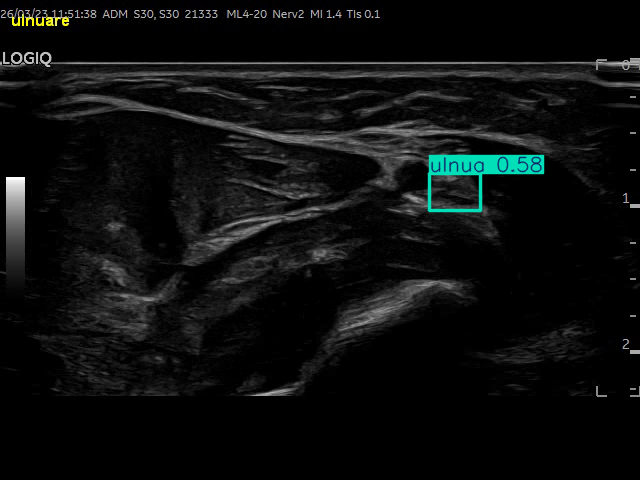 26/03/23 11:51:38 ADM S30, S30 21333 ML4-20 Nerv2 MI 1.4 TIs 0.1
ulnuare
LOGIQ
0
ulnua 0.58
1
2